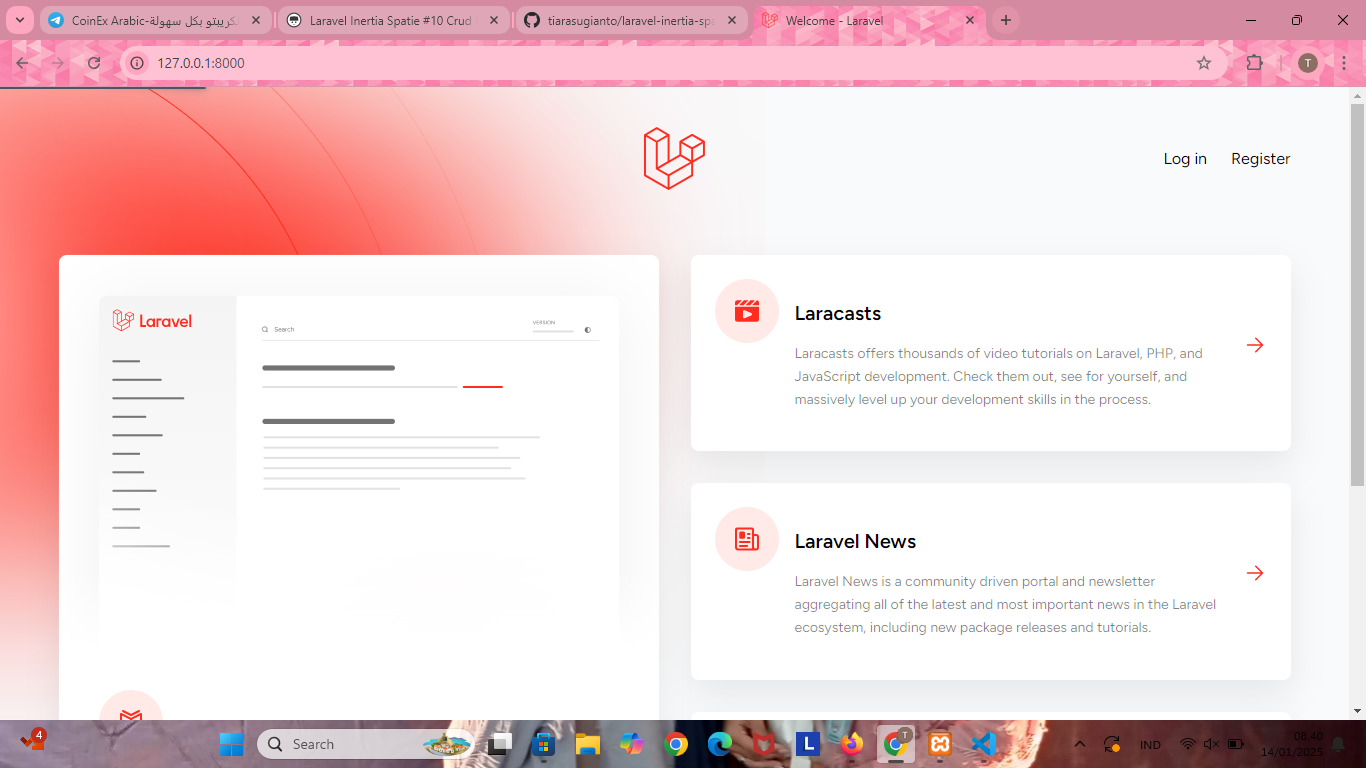 CoinEx Arabic-كريبتو بكل سهولة
Laravel Inertia Spatie #10 Crud
tiarasugianto/laravel-inertia-spa
Welcome - Laravel
127.0.0.1:8000
T
Log in
Register
Laravel
Search
VERSION
Laracasts
Laracasts offers thousands of video tutorials on Laravel, PHP, and
JavaScript development. Check them out, see for yourself, and
massively level up your development skills in the process.
Laravel News
Laravel News is a community driven portal and newsletter
aggregating all of the latest and most important news in the Laravel
ecosystem, including new package releases and tutorials.
4
Search
L
T
IND
08.40
14/01/2025